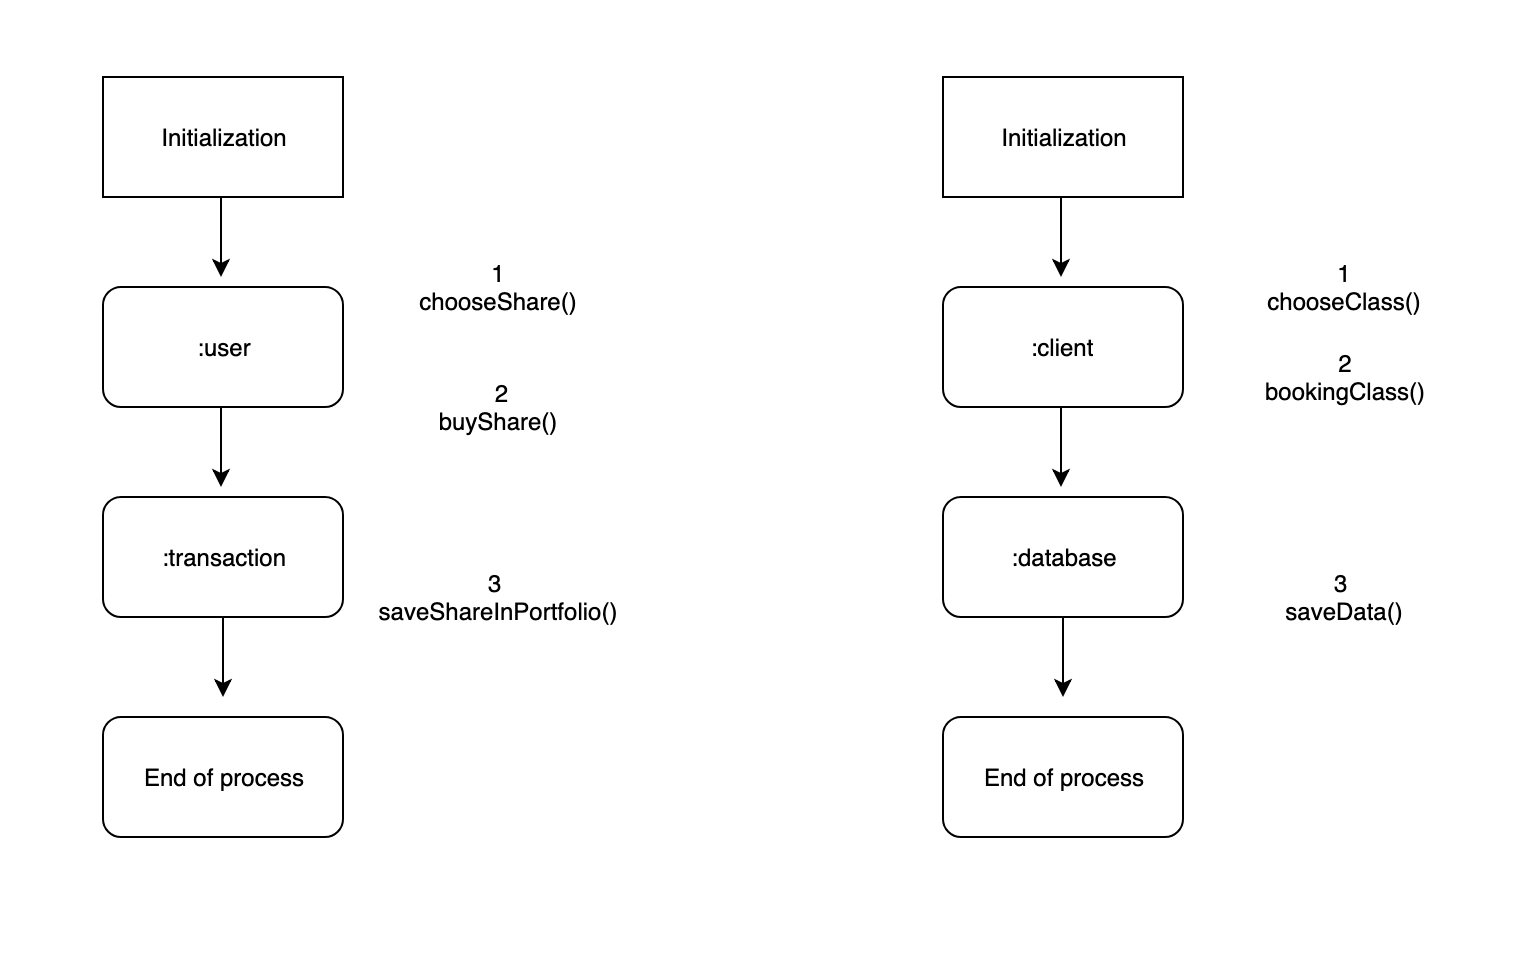 Initialization
:user
1
chooseShare()
2
buyShare()
:transaction
3
saveShareInPortfolio()
End of process
Initialization
:client
1
chooseClass()
2
bookingClass()
:database
3
saveData()
End of process